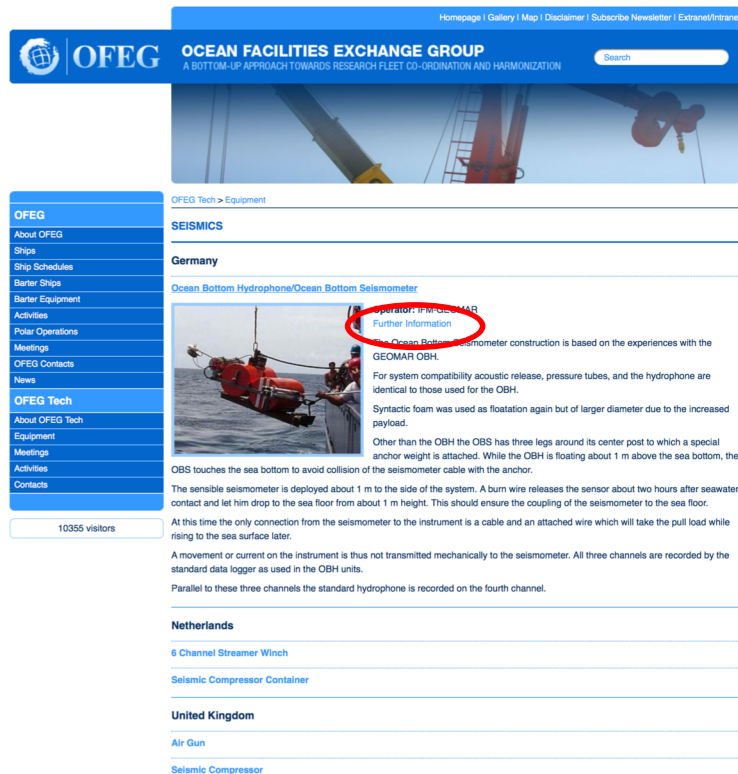 Homepage | Gallery | Map | Disclaimer | Subscribe Newsletter | Extranet/Intrane
OFEG
OCEAN FACILITIES EXCHANGE GROUP
A BOTTOM-UP APPROACH TOWARDS RESEARCH FLEET CO-ORDINATION AND HARMONIZATION
Search
OFEG
About OFEG
Ships
Ship Schedules
Barter Ships
Barter Equipment
Activities
Polar Operations
Meetings
OFEG Contacts
News
OFEG Tech
About OFEG Tech
Equipment
Meetings
Activities
Contacts
10355 visitors
OFEG Tech > Equipment
SEISMICS
Germany
Ocean Bottom Hydrophone/Ocean Bottom Seismometer
Operator: IFM-GEOMAR
Further Information
The Ocean Bottom Seismometer construction is based on the experiences with the
GEOMAR OBH.
For system compatibility acoustic release, pressure tubes, and the hydrophone are
identical to those used for the OBH.
Syntactic foam was used as floatation again but of larger diameter due to the increased
payload.
Other than the OBH the OBS has three legs around its center post to which a special
anchor weight is attached. While the OBH is floating about 1 m above the sea bottom, the
OBS touches the sea bottom to avoid collision of the seismometer cable with the anchor.
The sensible seismometer is deployed about 1 m to the side of the system. A burn wire releases the sensor about two hours after seawater
contact and let him drop to the sea floor from about 1 m height. This should ensure the coupling of the seismometer to the sea floor.
At this time the only connection from the seismometer to the instrument is a cable and an attached wire which will take the pull load while
rising to the sea surface later.
A movement or current on the instrument is thus not transmitted mechanically to the seismometer. All three channels are recorded by the
standard data logger as used in the OBH units.
Parallel to these three channels the standard hydrophone is recorded on the fourth channel.
Netherlands
6 Channel Streamer Winch
Seismic Compressor Container
United Kingdom
Air Gun
Seismic Compressor